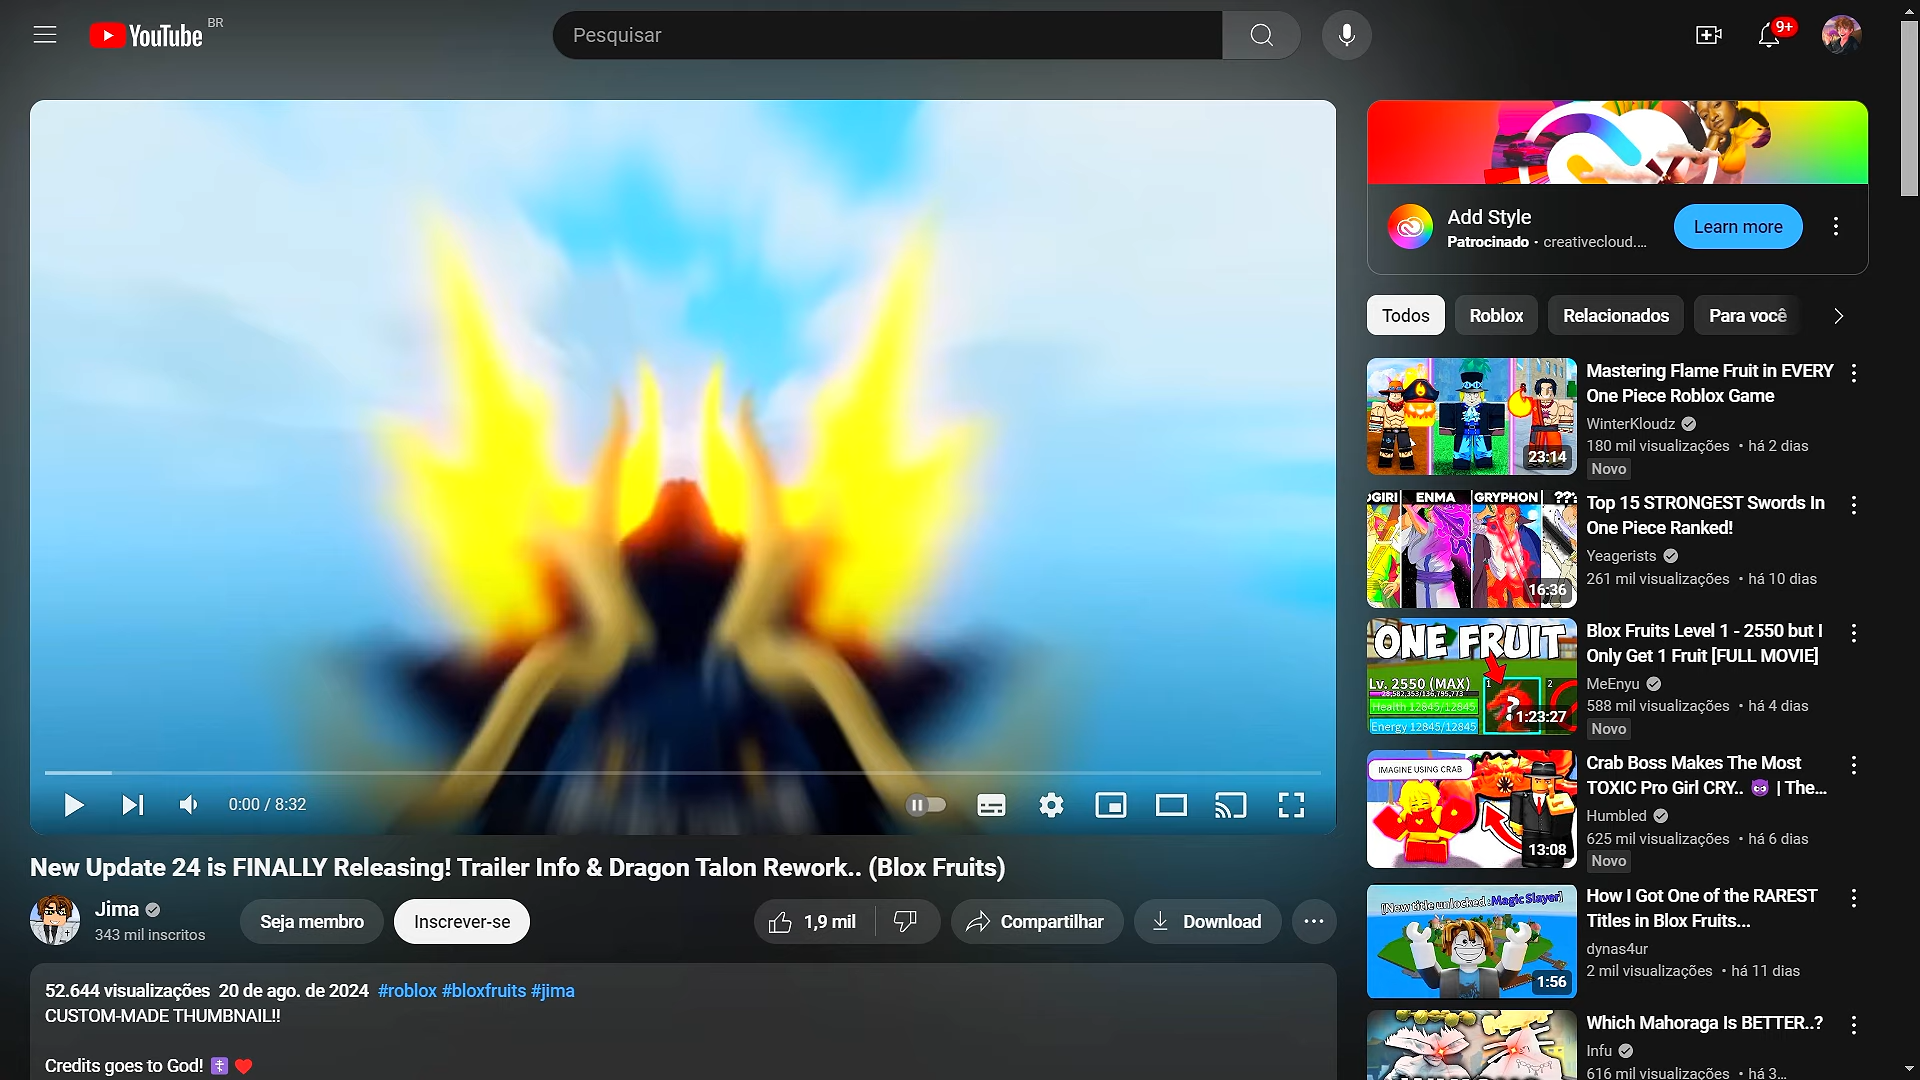 YouTube BR
Pesquisar
9+
Add Style
Patrocinado · creativecloud....
Learn more
Todos
Roblox
Relacionados
Para você
23:14
Mastering Flame Fruit in EVERY
One Piece Roblox Game
WinterKloudz
180 mil visualizações · há 2 dias
Novo
OGIRI ENMA GRYPHON ???
16:36
Top 15 STRONGEST Swords In
One Piece Ranked!
Yeagerists
261 mil visualizações · há 10 dias
ONE FRUIT
Lv. 2550 (MAX)
Health 12845/12845
Energy 12845/12845
1 2
?
1:23:27
Blox Fruits Level 1 - 2550 but I
Only Get 1 Fruit [FULL MOVIE]
MeEnyu
588 mil visualizações · há 4 dias
Novo
IMAGINE USING CRAB
13:08
Crab Boss Makes The Most
TOXIC Pro Girl CRY.. 😈 | The...
Humbled
625 mil visualizações · há 6 dias
Novo
[New title unlocked: Magic Slayer]
1:56
How I Got One of the RAREST
Titles in Blox Fruits...
dynas4ur
2 mil visualizações · há 11 dias
Which Mahoraga Is BETTER..?
Infu
616 mil visualizações · há 3...
0:00 / 8:32
New Update 24 is FINALLY Releasing! Trailer Info & Dragon Talon Rework.. (Blox Fruits)
Jima
343 mil inscritos
Seja membro
Inscrever-se
1,9 mil
Compartilhar
Download
52.644 visualizações 20 de ago. de 2024 #roblox #bloxfruits #jima
CUSTOM-MADE THUMBNAIL!!
Credits goes to God! ✝️ ❤️